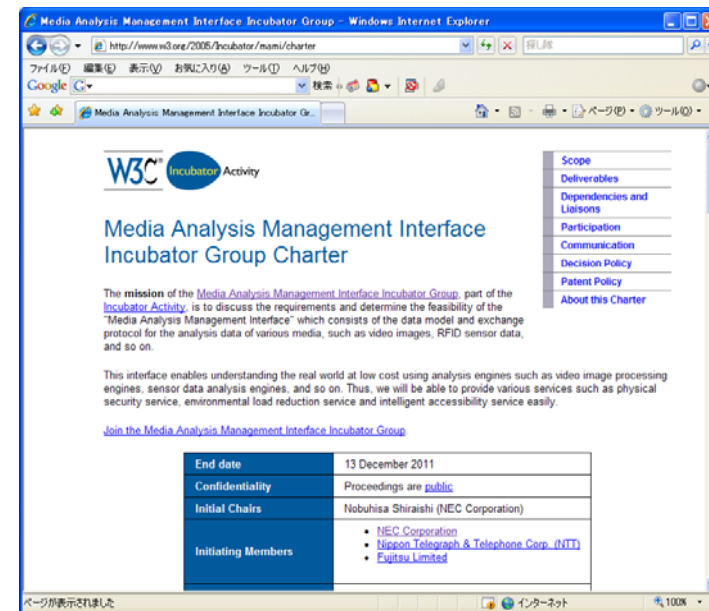 Media Analysis Management Interface Incubator Group - Windows Internet Explorer
http://www.w3.org/2005/Incubator/mami/charter
探し物
ファイル(F) 編集(E) 表示(V) お気に入り(A) ツール(T) ヘルプ(H)
Google G 検索
Media Analysis Management Interface Incubator Gr...
ページ(P) ツール(O)
W3C® Incubator Activity
Scope
Deliverables
Dependencies and
Liaisons
Participation
Communication
Decision Policy
Patent Policy
About this Charter
Media Analysis Management Interface
Incubator Group Charter
The mission of the Media Analysis Management Interface Incubator Group, part of the
Incubator Activity, is to discuss the requirements and determine the feasibility of the
"Media Analysis Management Interface" which consists of the data model and exchange
protocol for the analysis data of various media, such as video images, RFID sensor data,
and so on.
This interface enables understanding the real world at low cost using analysis engines such as video image processing
engines, sensor data analysis engines, and so on. Thus, we will be able to provide various services such as physical
security service, environmental load reduction service and intelligent accessibility service easily.
Join the Media Analysis Management Interface Incubator Group.
End date 13 December 2011
Confidentiality Proceedings are public
Initial Chairs Nobuhisa Shiraishi (NEC Corporation)
Initiating Members
• NEC Corporation
• Nippon Telegraph & Telephone Corp. (NTT)
• Fujitsu Limited
ページが表示されました インターネット 100%